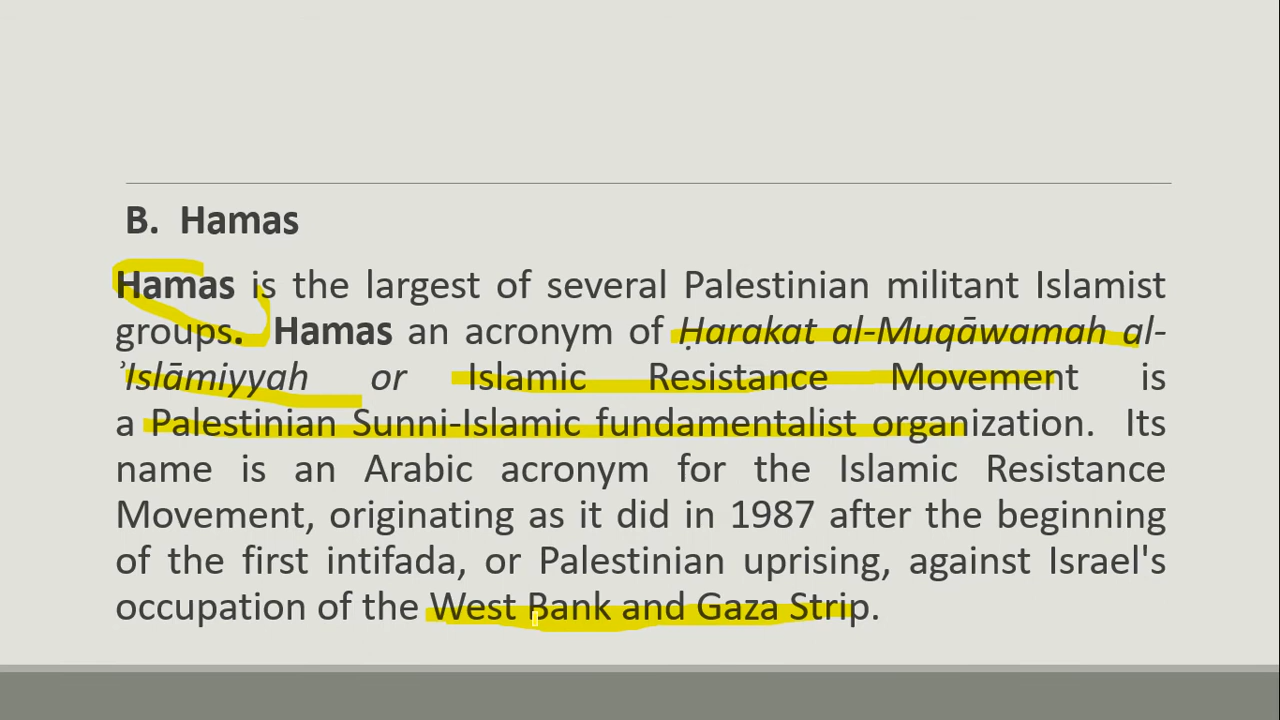 B. Hamas
Hamas is the largest of several Palestinian militant Islamist
groups. Hamas an acronym of Ḥarakat al-Muqāwamah al-
ʾIslāmiyyah or Islamic Resistance Movement is
a Palestinian Sunni-Islamic fundamentalist organization. Its
name is an Arabic acronym for the Islamic Resistance
Movement, originating as it did in 1987 after the beginning
of the first intifada, or Palestinian uprising, against Israel's
occupation of the West Bank and Gaza Strip.